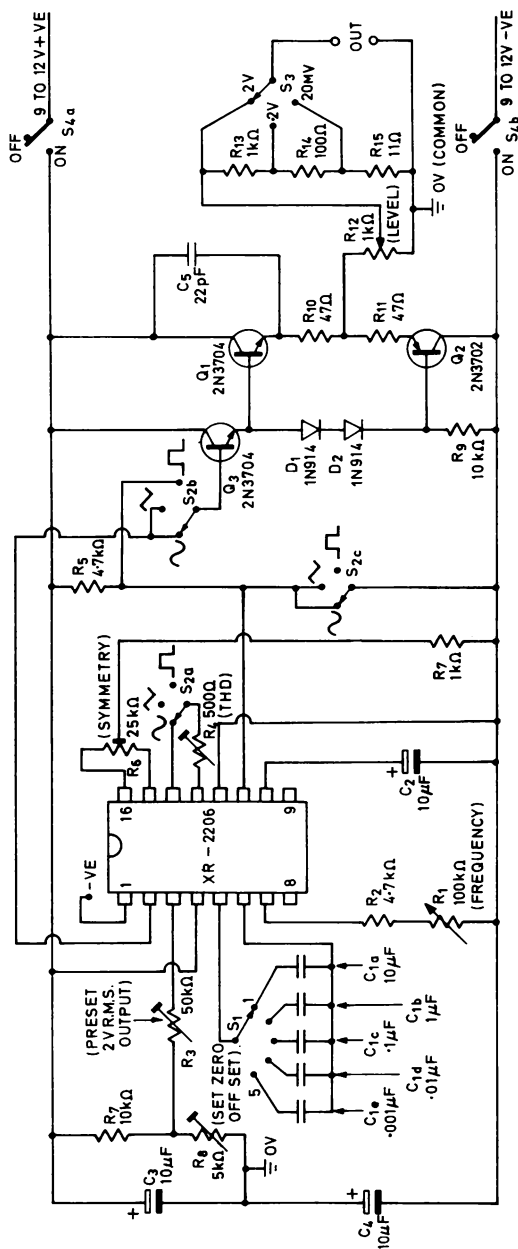 OFF
ON
S4a
9 TO 12V+VE
C3
10µF
R7
10kΩ
(PRESET
2V R.M.S.
OUTPUT)
R3
50kΩ
R8
5kΩ
(SET ZERO
OFF SET)
0V
C4
10µF
-VE
1
16
XR-2206
8
9
(SYMMETRY)
25kΩ
R6
S2a
R4 500Ω
(THD)
S1
1
5
C1a
10µF
C1b
1µF
C1c
·1µF
C1d
·01µF
C1e
·001µF
R2
4·7kΩ
R1
100kΩ
(FREQUENCY)
C2
10µF
R7
1kΩ
R5
4·7kΩ
S2b
S2c
Q3
2N3704
Q1
2N3704
D1
1N914
D2
1N914
R9
10kΩ
C5
22pF
R10
47Ω
R11
47Ω
Q2
2N3702
R12
1kΩ
(LEVEL)
R13
1kΩ
R14
100Ω
R15
11Ω
2V
·2V
20MV
S3
OUT
0V (COMMON)
OFF
ON
S4b
9 TO 12V -VE